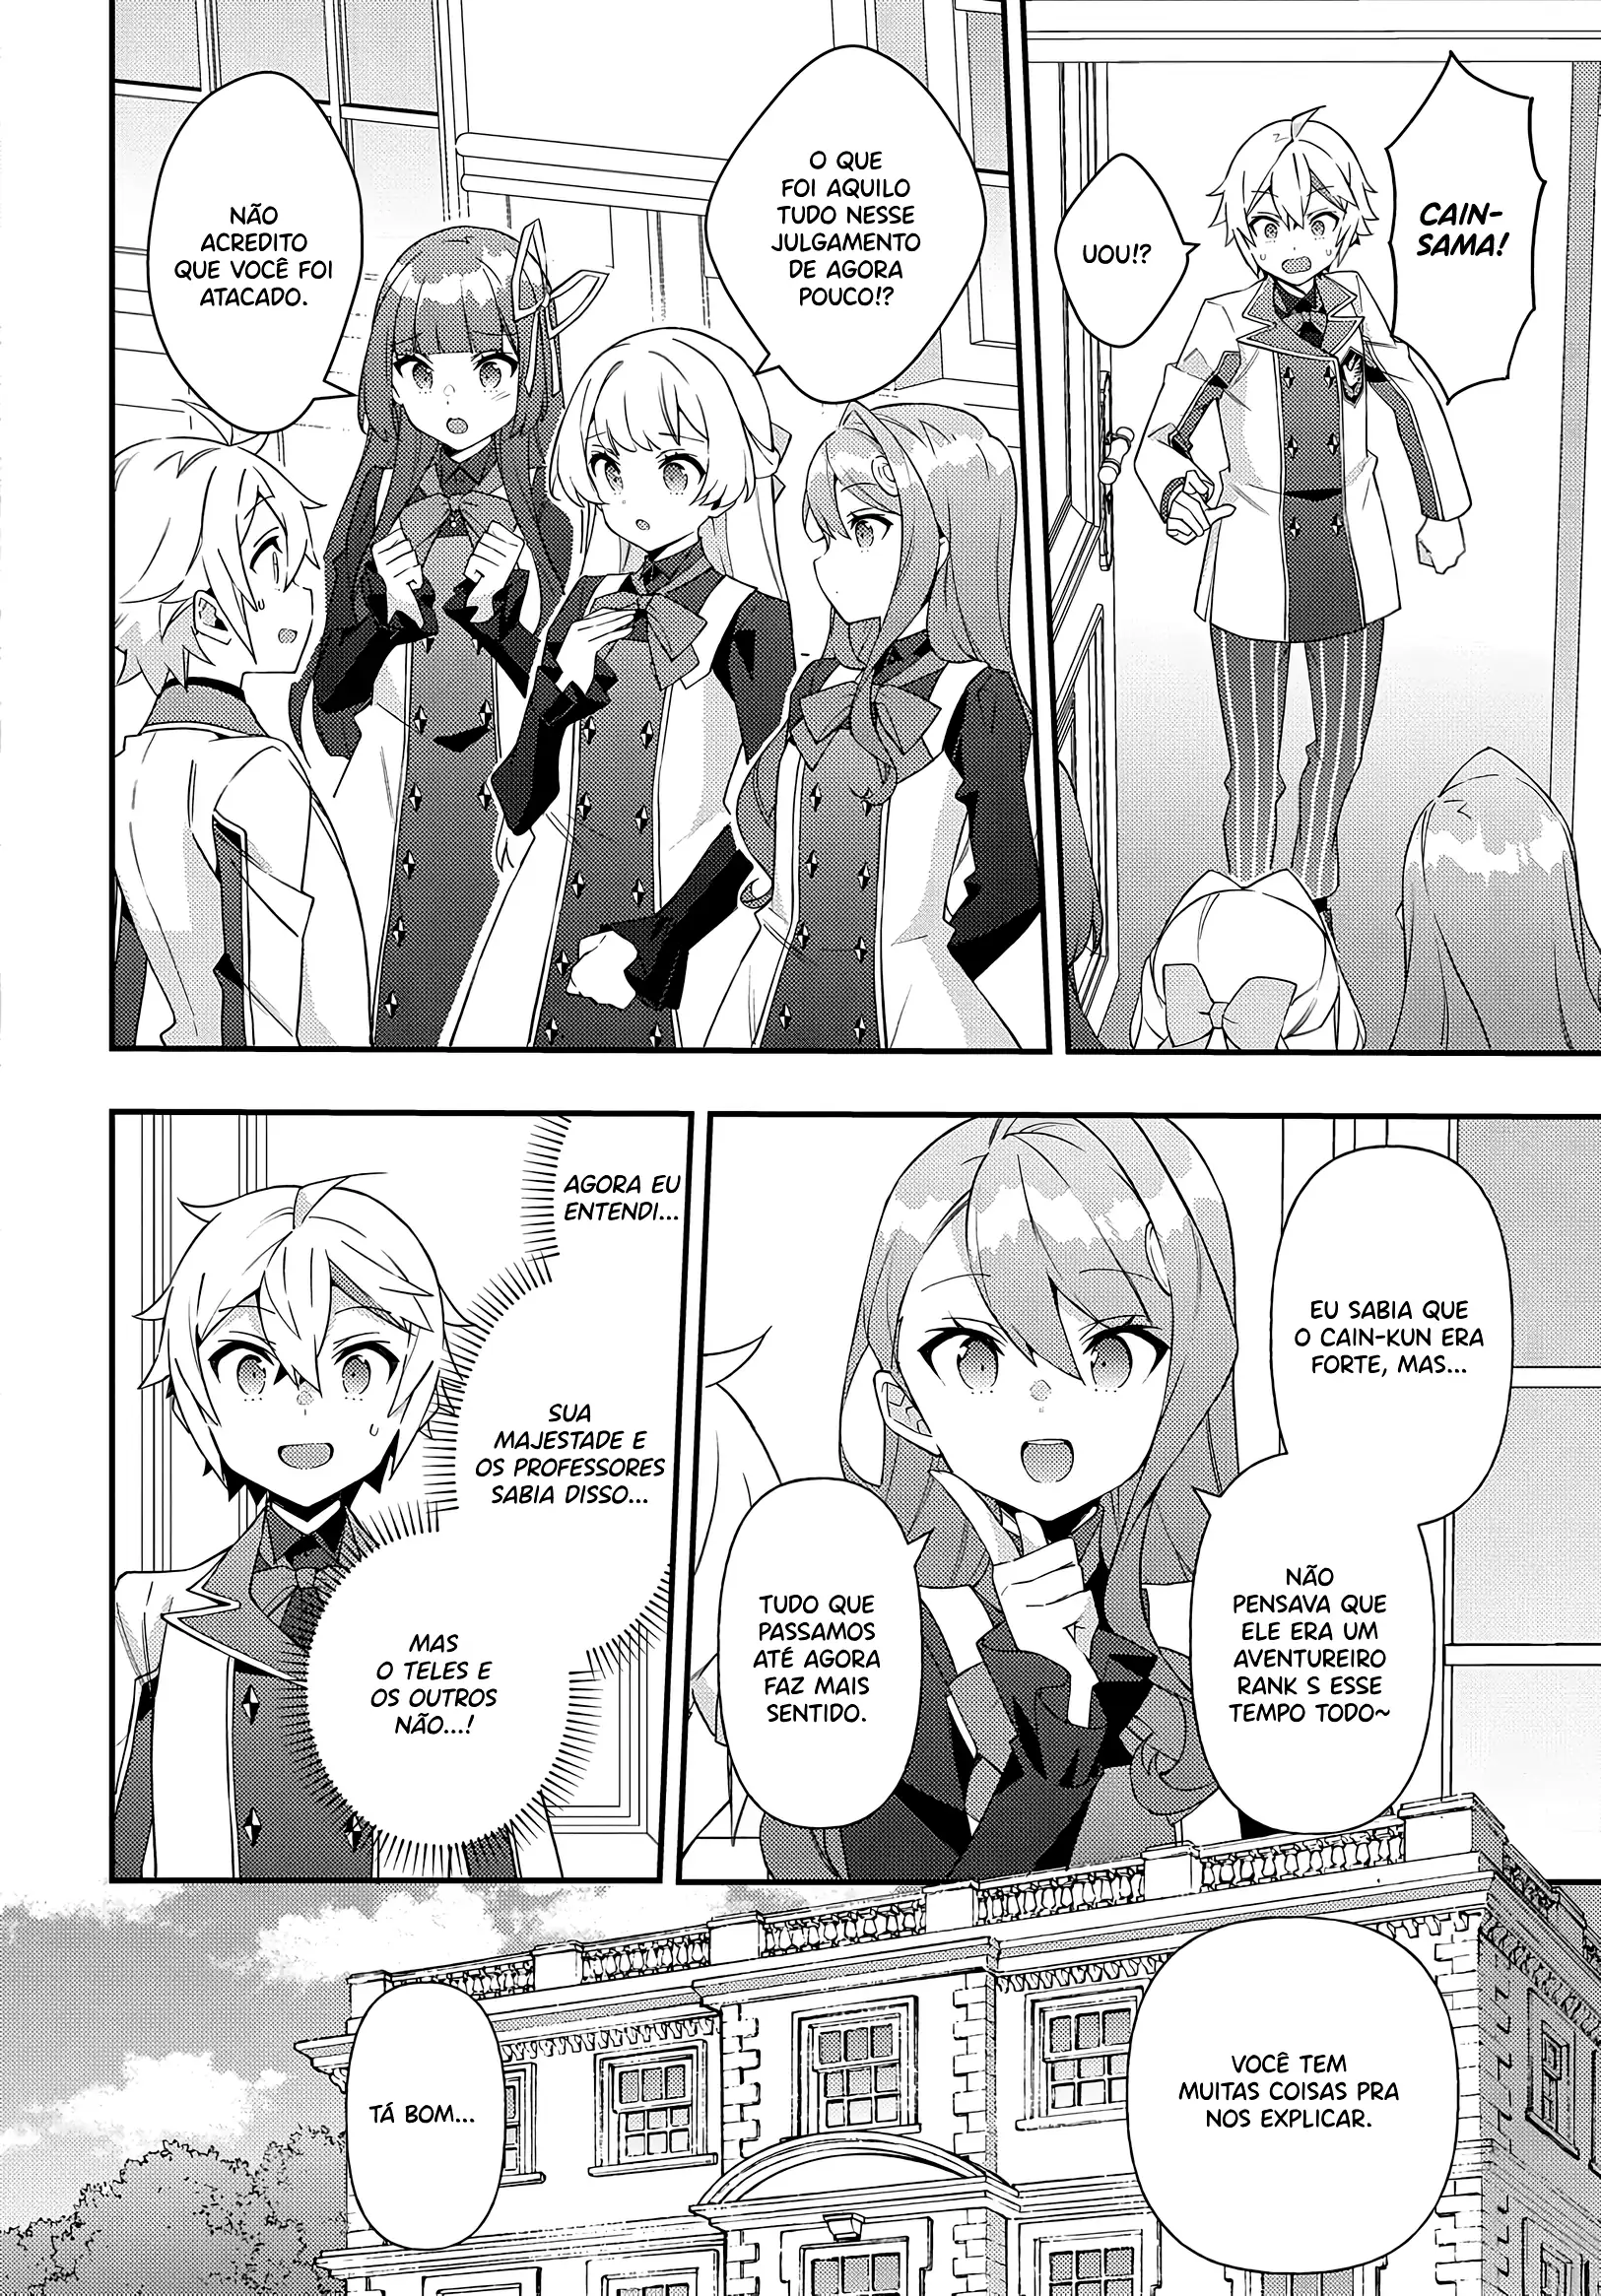 CAIN-
SAMA!
UOU!?
O QUE
FOI AQUILO
TUDO NESSE
JULGAMENTO
DE AGORA
POUCO!?
NÃO
ACREDITO
QUE VOCÊ FOI
ATACADO.
EU SABIA QUE
O CAIN-KUN ERA
FORTE, MAS...
NÃO
PENSAVA QUE
ELE ERA UM
AVENTUREIRO
RANK S ESSE
TEMPO TODO~
TUDO QUE
PASSAMOS
ATÉ AGORA
FAZ MAIS
SENTIDO.
AGORA EU
ENTENDI...
SUA
MAJESTADE E
OS PROFESSORES
SABIA DISSO...
MAS
O TELES E
OS OUTROS
NÃO...!
VOCÊ TEM
MUITAS COISAS PRA
NOS EXPLICAR.
TÁ BOM...